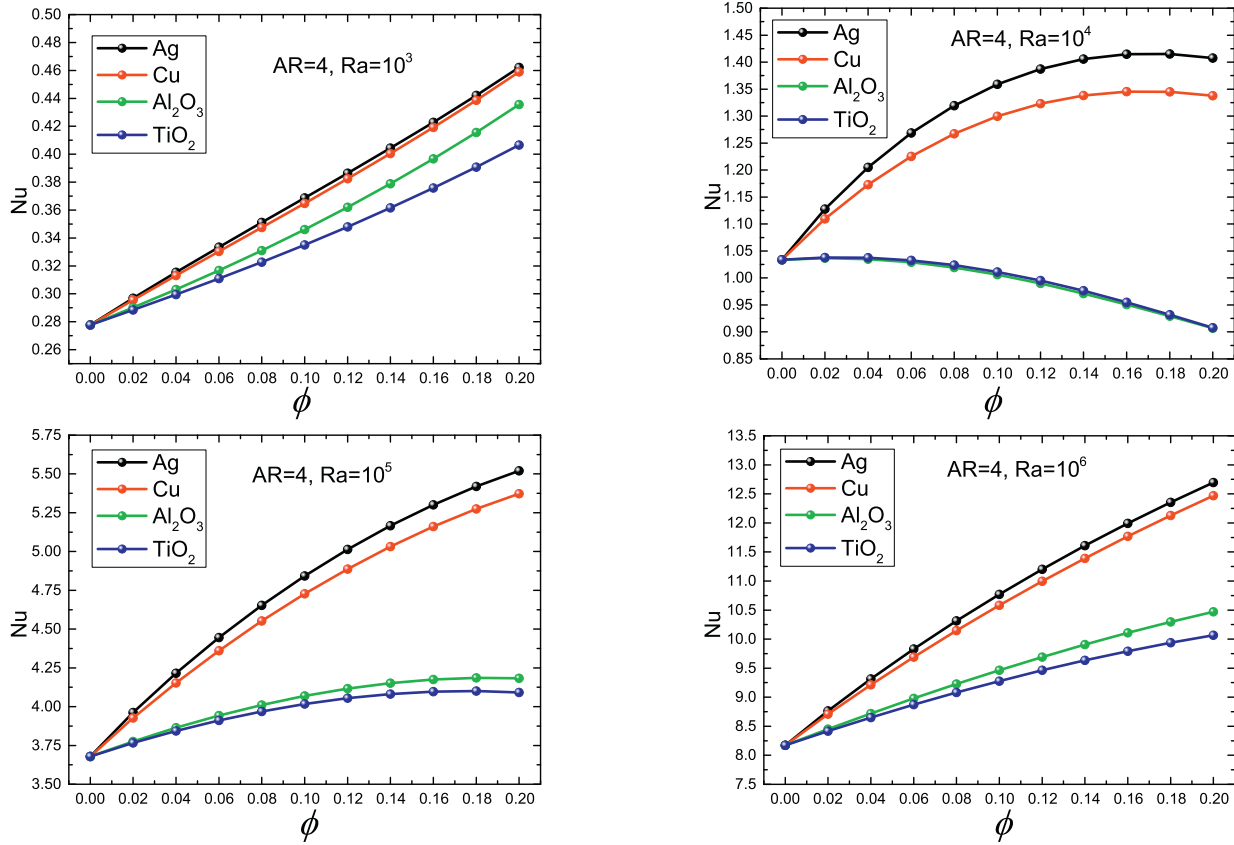 0.50
0.48
0.46
0.44
0.42
0.40
0.38
0.36
0.34
0.32
0.30
0.28
0.26
Nu
Ag
Cu
Al₂O₃
TiO₂
AR=4, Ra=10³
0.00 0.02 0.04 0.06 0.08 0.10 0.12 0.14 0.16 0.18 0.20
ϕ
1.50
1.45
1.40
1.35
1.30
1.25
1.20
1.15
1.10
1.05
1.00
0.95
0.90
0.85
Nu
Ag
Cu
Al₂O₃
TiO₂
AR=4, Ra=10⁴
0.00 0.02 0.04 0.06 0.08 0.10 0.12 0.14 0.16 0.18 0.20
ϕ
5.75
5.50
5.25
5.00
4.75
4.50
4.25
4.00
3.75
3.50
Nu
Ag
Cu
Al₂O₃
TiO₂
AR=4, Ra=10⁵
0.00 0.02 0.04 0.06 0.08 0.10 0.12 0.14 0.16 0.18 0.20
ϕ
13.5
13.0
12.5
12.0
11.5
11.0
10.5
10.0
9.5
9.0
8.5
8.0
7.5
Nu
Ag
Cu
Al₂O₃
TiO₂
AR=4, Ra=10⁶
0.00 0.02 0.04 0.06 0.08 0.10 0.12 0.14 0.16 0.18 0.20
ϕ